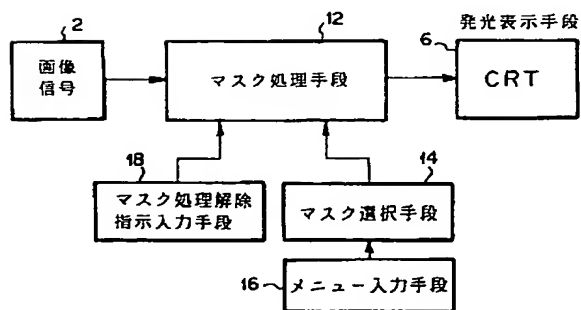 発光表示手段
2
12
6
画像
信号
マスク処理手段
CRT
18
14
マスク処理解除
指示入力手段
マスク選択手段
16
メニュー入力手段